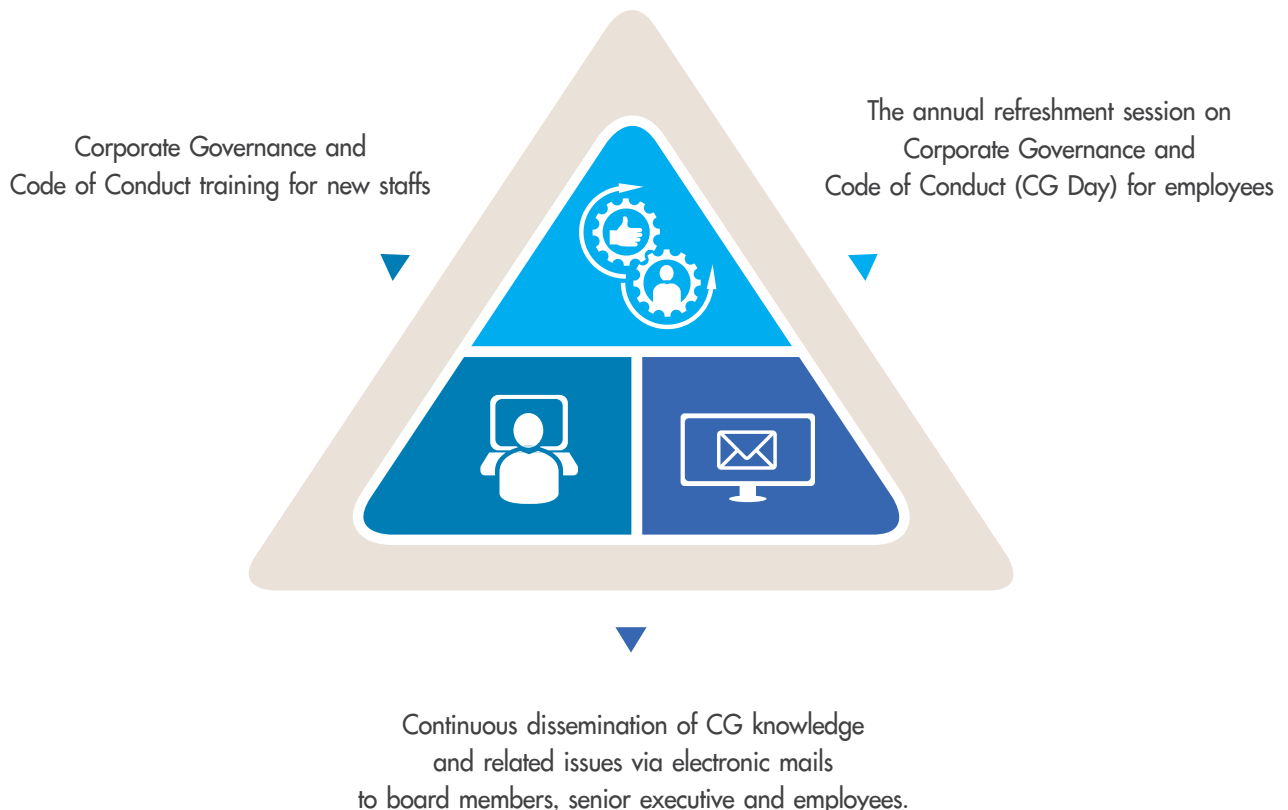 Corporate Governance and
Code of Conduct training for new staffs
The annual refreshment session on
Corporate Governance and
Code of Conduct (CG Day) for employees
Continuous dissemination of CG knowledge
and related issues via electronic mails
to board members, senior executive and employees.